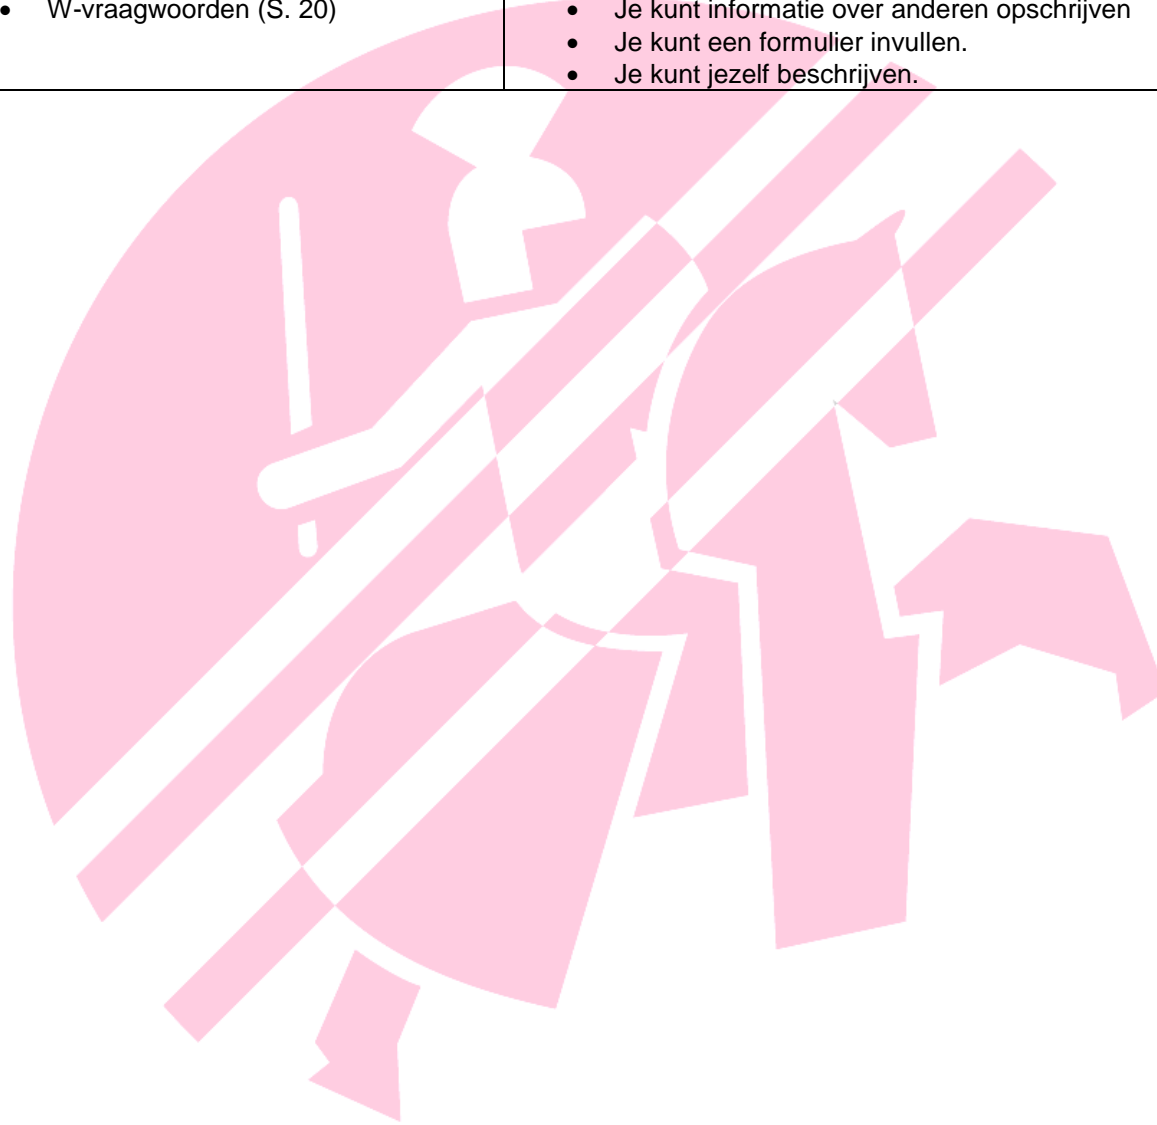 • W-vraagwoorden (S. 20)
• Je kunt informatie over anderen opschrijven
• Je kunt een formulier invullen.
• Je kunt jezelf beschrijven.